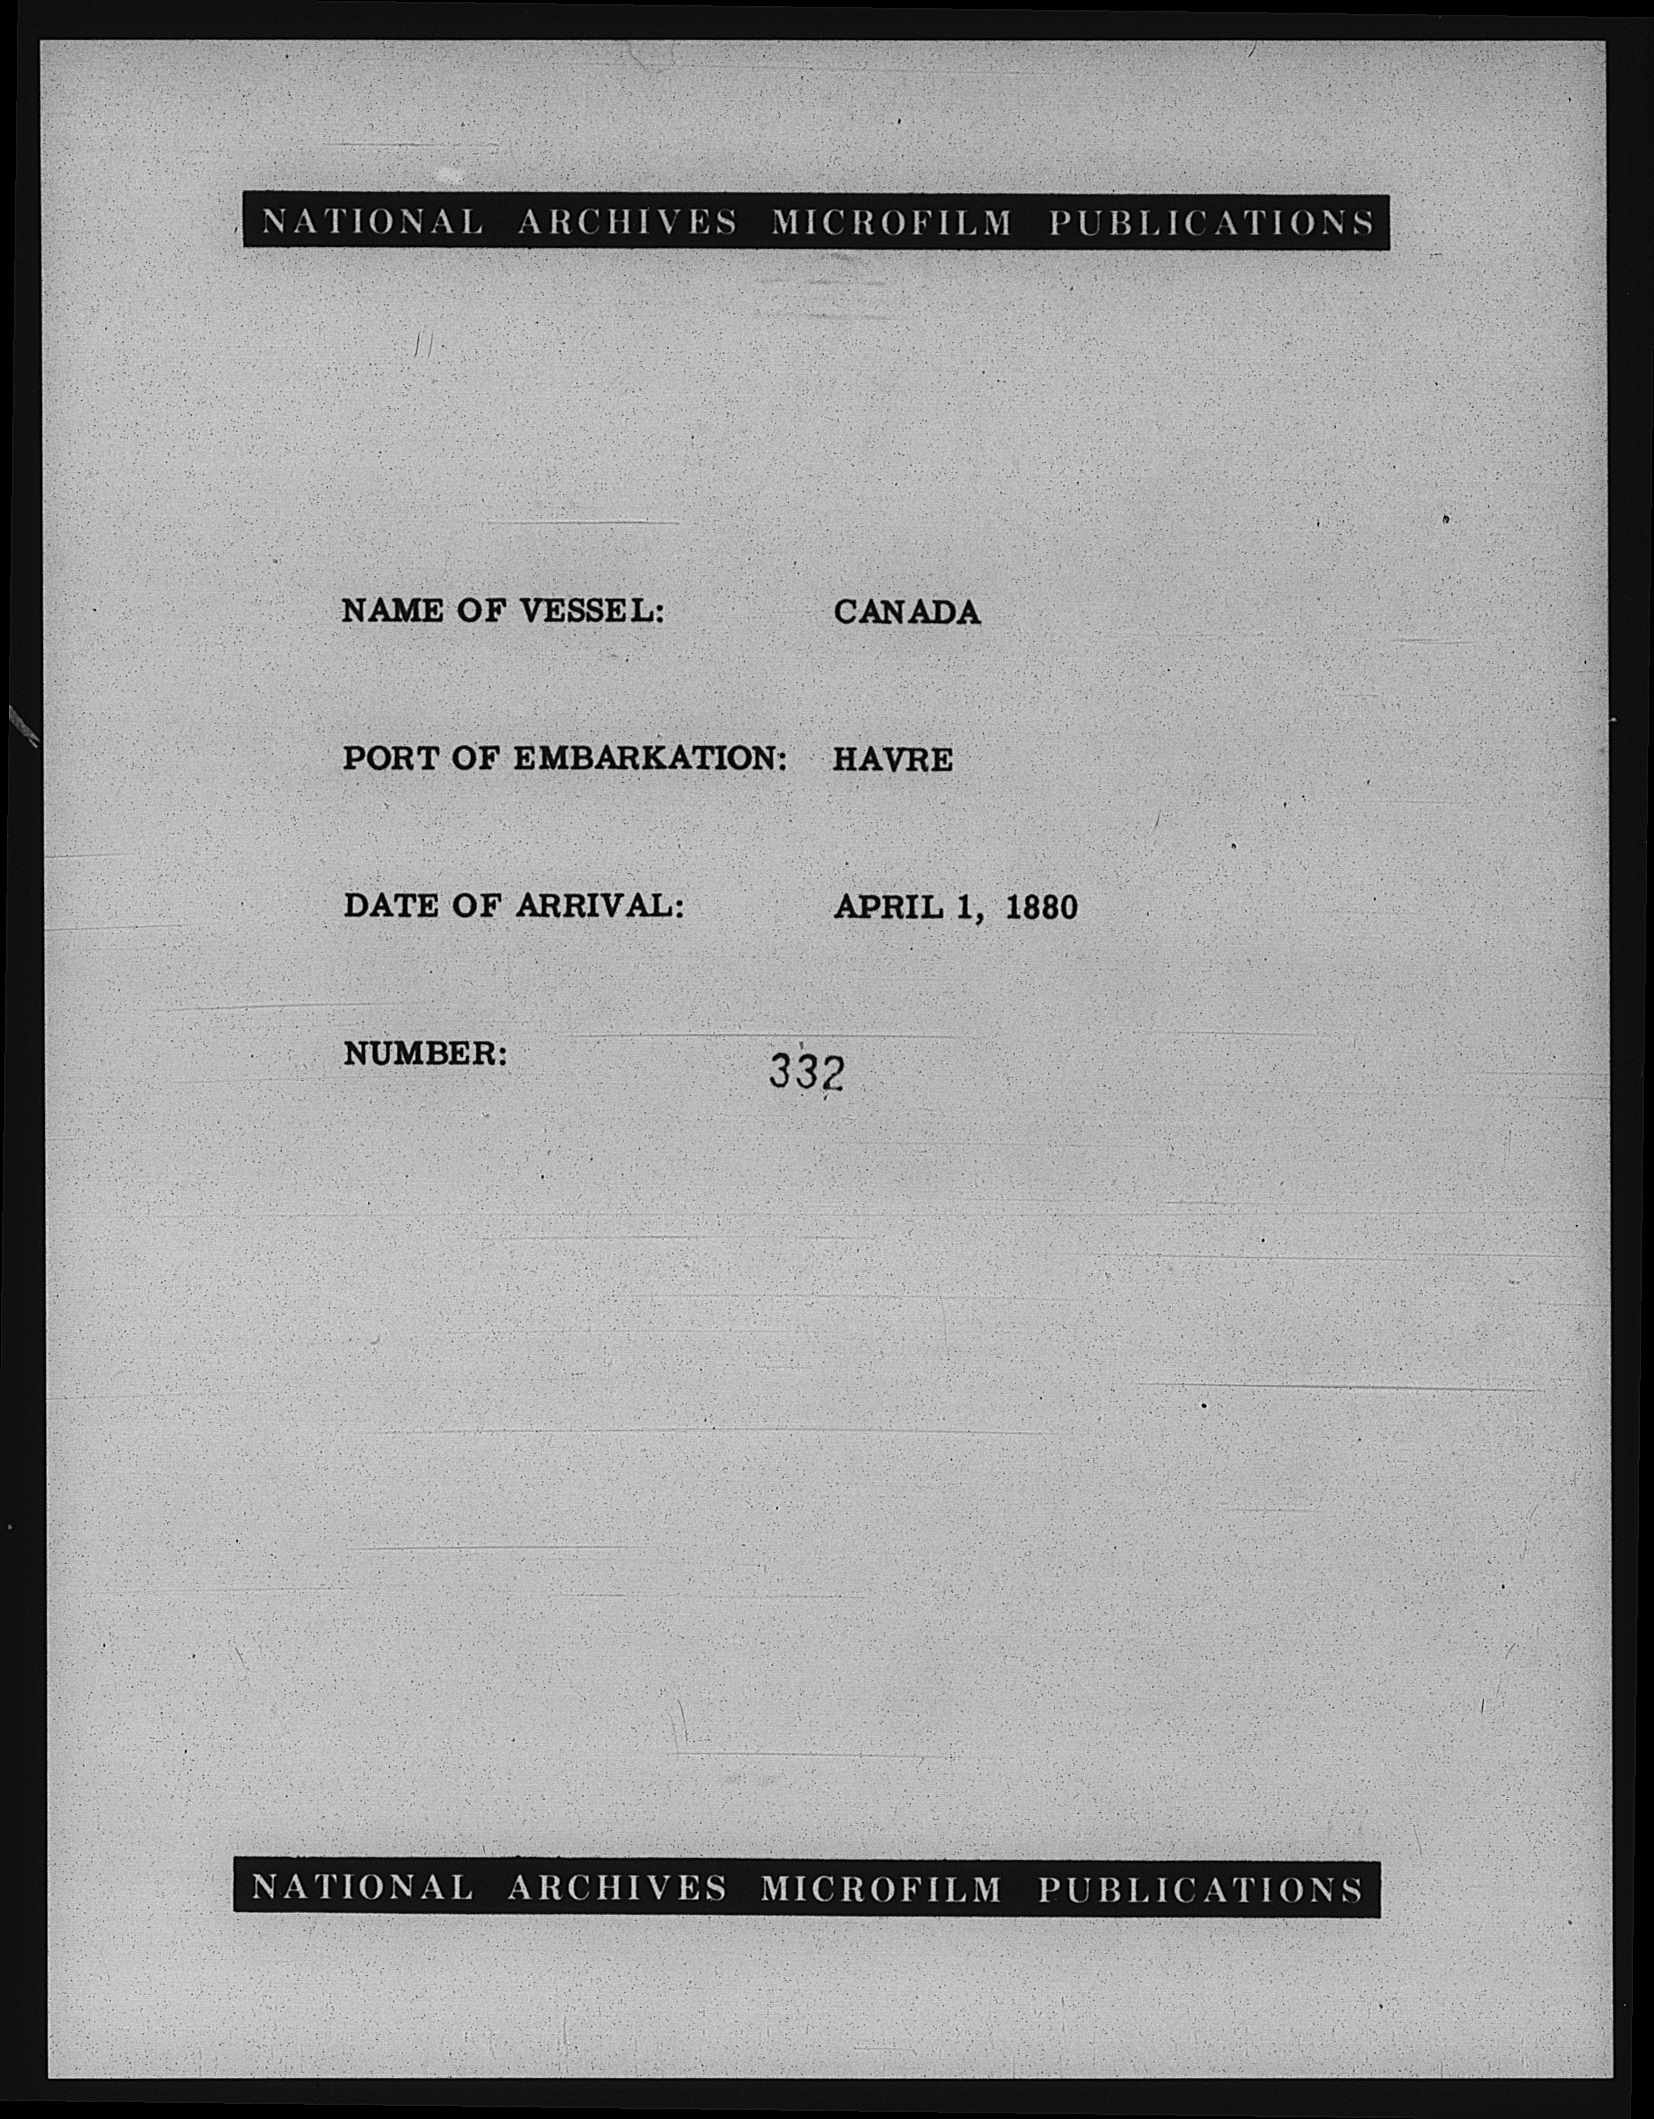 NATIONAL ARCHIVES MICROFILM PUBLICATIONS
NAME OF VESSEL: CANADA
PORT OF EMBARKATION: HAVRE
DATE OF ARRIVAL: APRIL 1, 1880
NUMBER: 332
NATIONAL ARCHIVES MICROFILM PUBLICATIONS